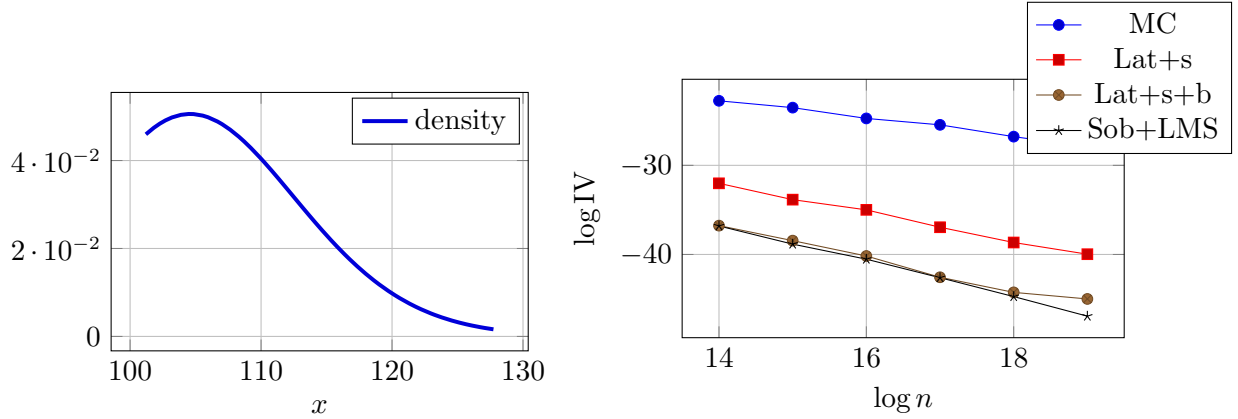 density
4 · 10⁻²
2 · 10⁻²
0
100
110
120
130
x
MC
Lat+s
Lat+s+b
Sob+LMS
−30
−40
log IV
14
16
18
log n